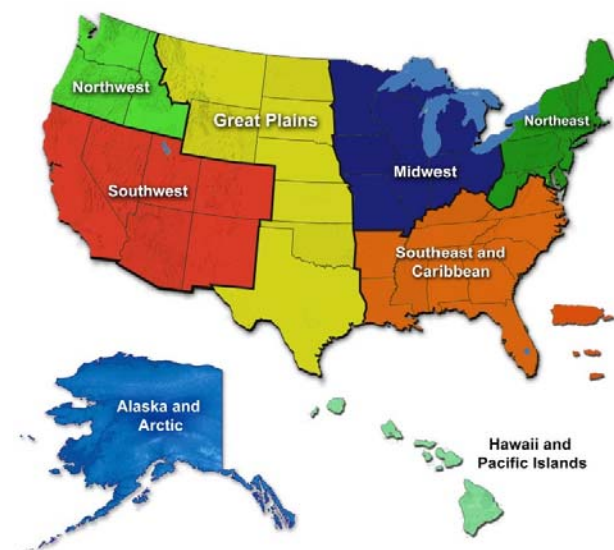 Northwest
Great Plains
Northeast
Midwest
Southwest
Southeast and
Caribbean
Alaska and
Arctic
Hawaii and
Pacific Islands